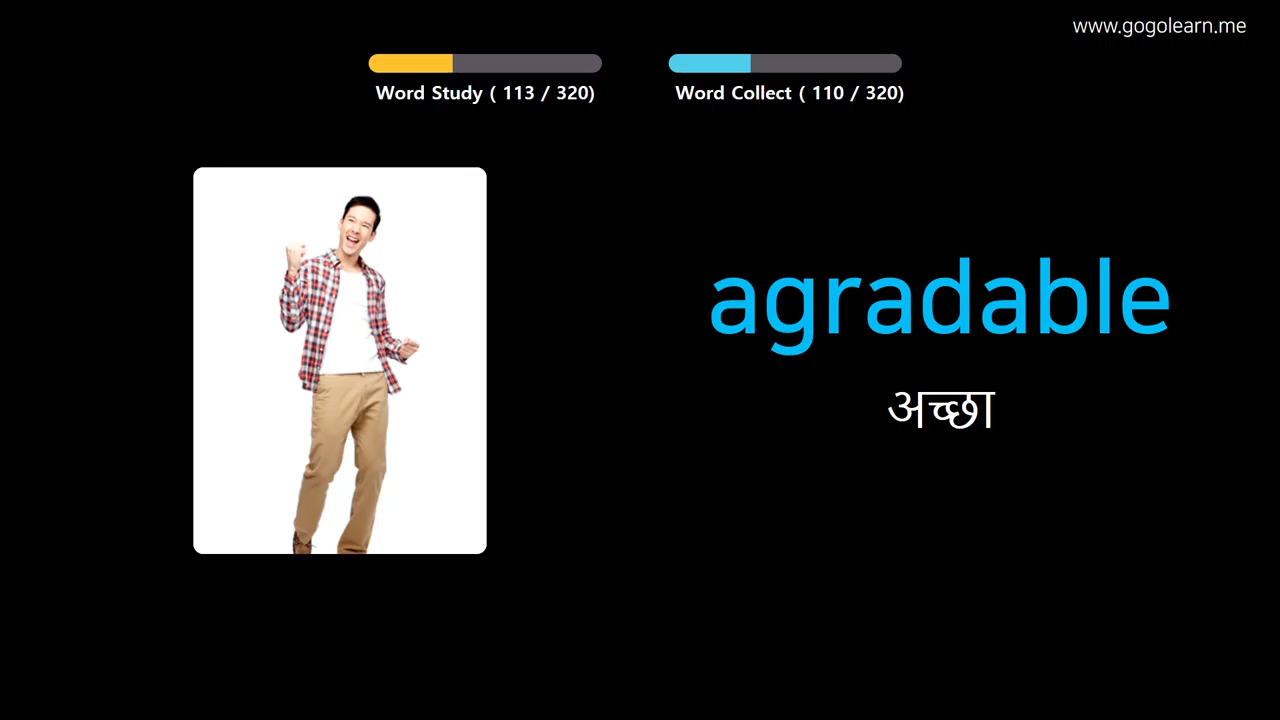 www.gogolearn.me
Word Study ( 113 / 320)
Word Collect ( 110 / 320)
agradable
अच्छा